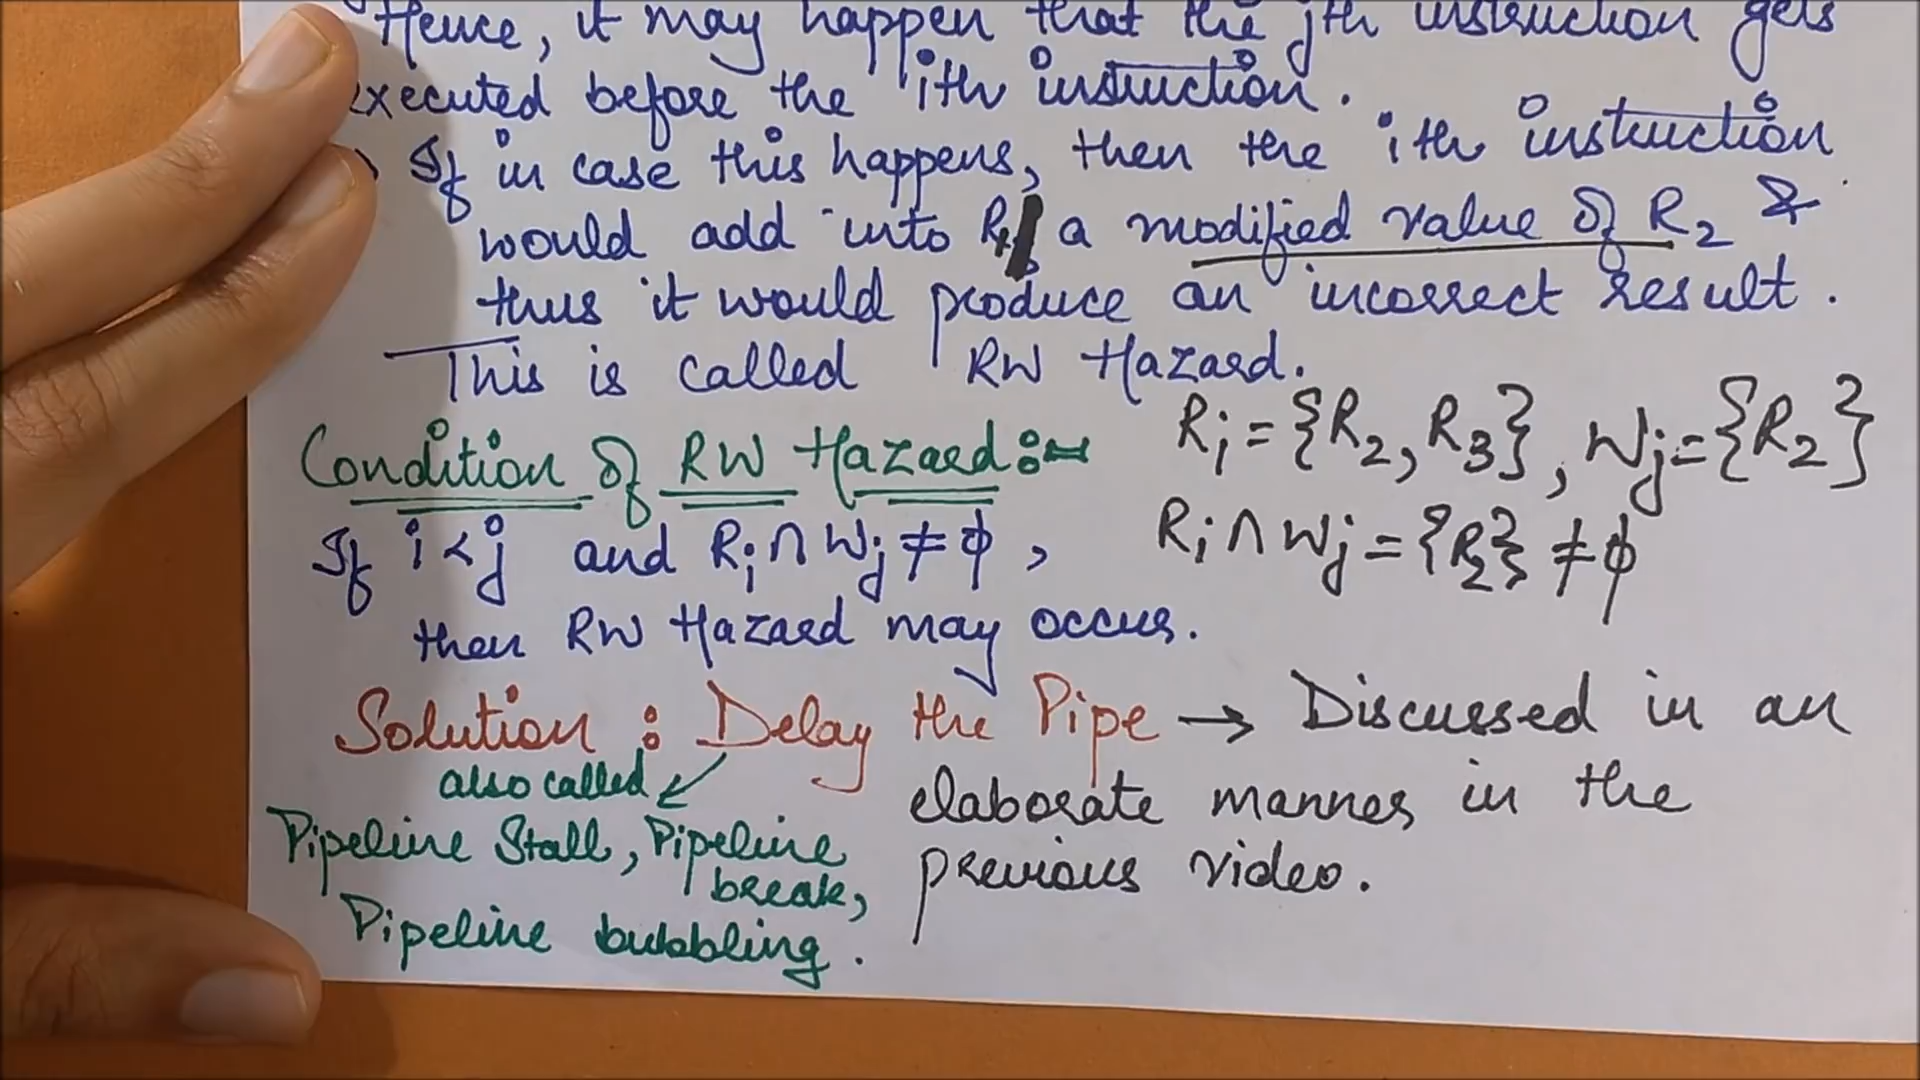 Hence, it may happen that the jth instruction gets
executed before the ith instruction.
If in case this happens, then the ith instruction
would add into R1 a modified value of R2 &
thus it would produce an incorrect result.
This is called RW Hazard.
Condition of RW Hazard:-
If i<j and Ri∩Wj≠ϕ,
then RW Hazard may occur.
Ri={R2,R3}, Wj={R2}
Ri∩Wj={R2}≠ϕ
Solution: Delay the Pipe → Discussed in an
elaborate manner in the
previous video.
also called
Pipeline Stall, Pipeline
break,
Pipeline bubbling.